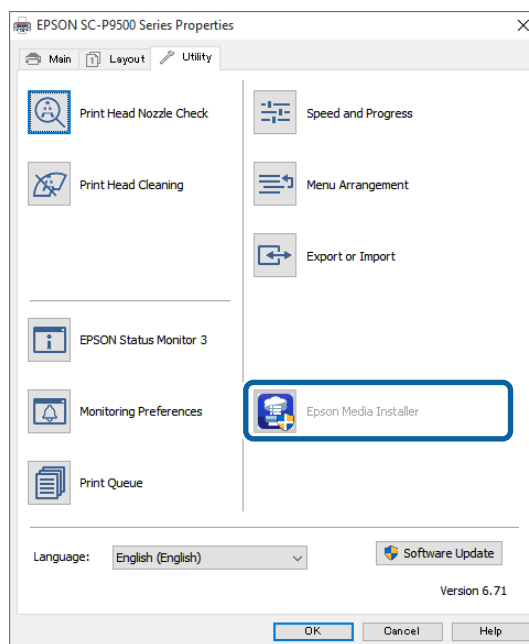 EPSON SC-P9500 Series Properties
Main
Layout
Utility
Print Head Nozzle Check
Speed and Progress
Print Head Cleaning
Menu Arrangement
Export or Import
EPSON Status Monitor 3
Monitoring Preferences
Epson Media Installer
Print Queue
Language:
English (English)
Software Update
Version 6.71
OK
Cancel
Help